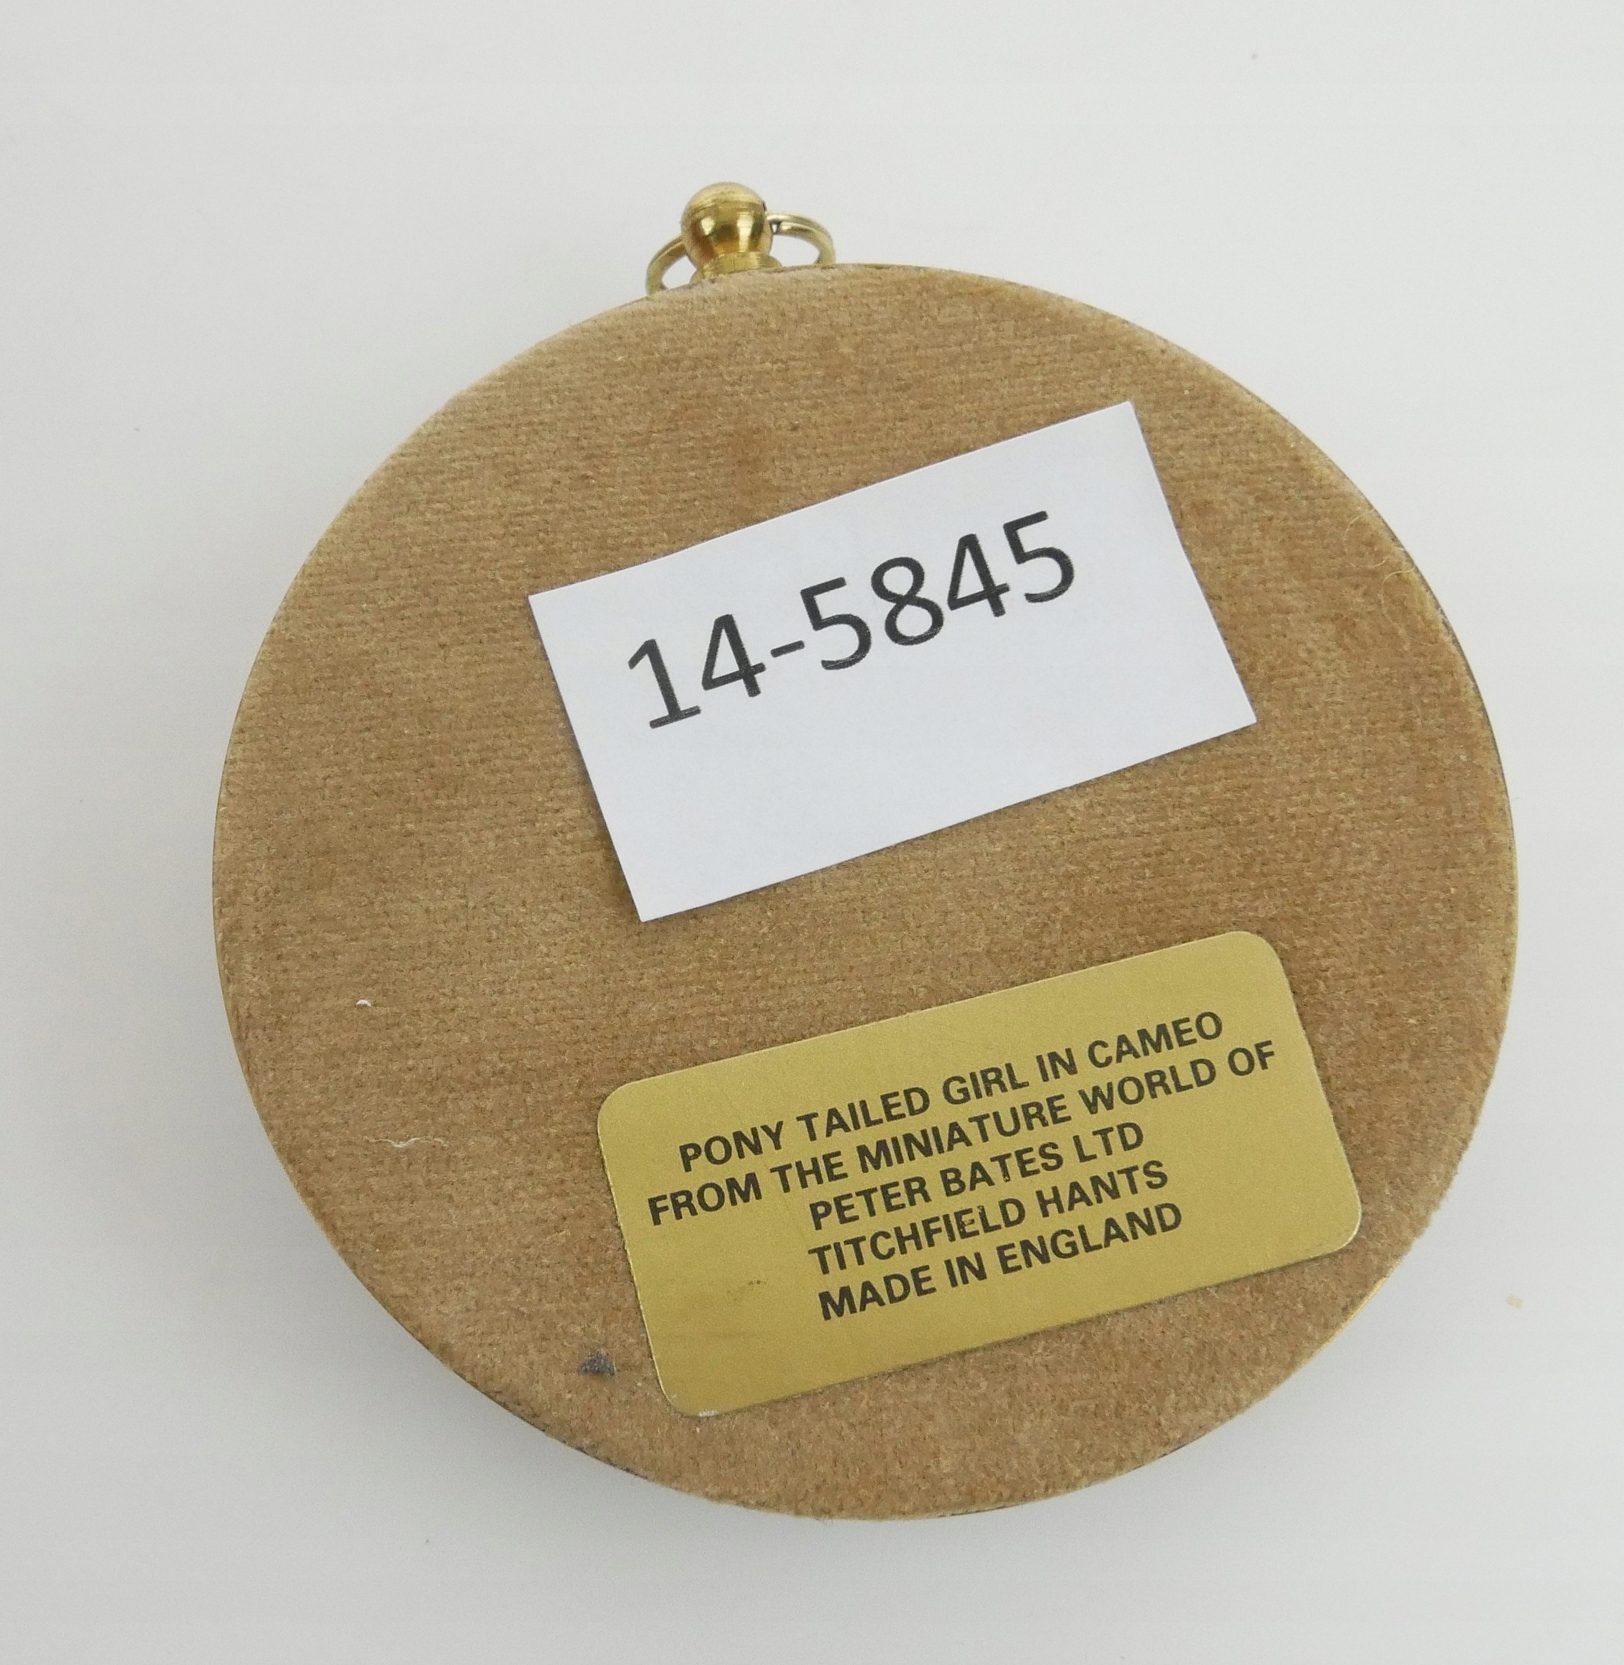 14-5845
PONY TAILED GIRL IN CAMEO
FROM THE MINIATURE WORLD OF
PETER BATES LTD
TITCHFIELD HANTS
MADE IN ENGLAND